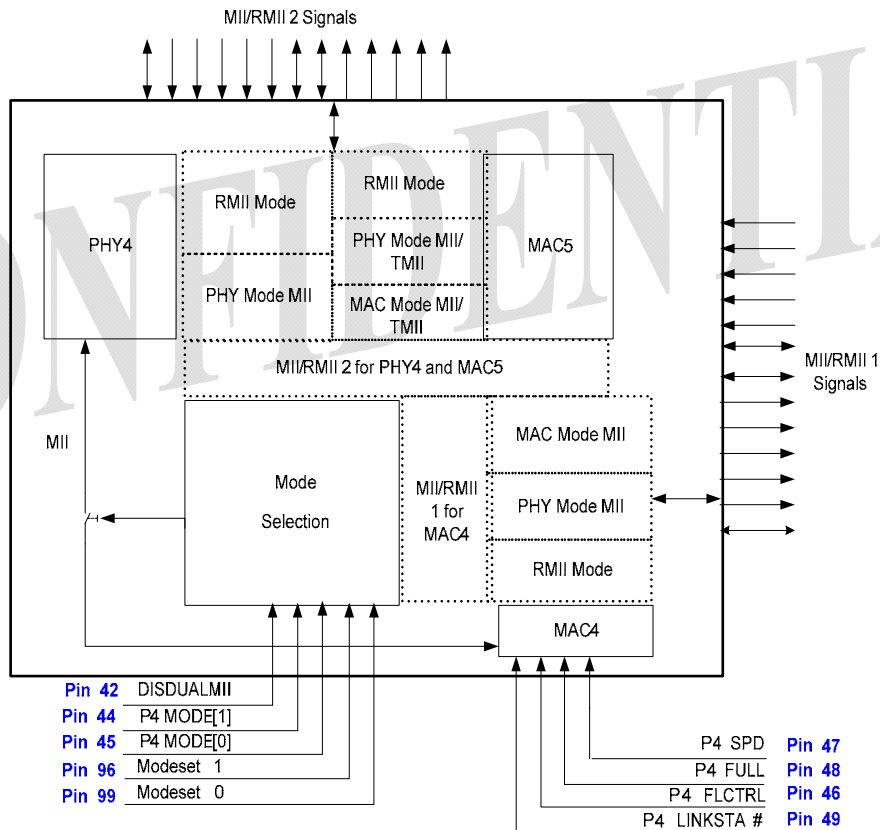 MII/RMII 2 Signals
CONFIDENTIA
PHY4
RMII Mode
PHY Mode MII
RMII Mode
PHY Mode MII/
TMII
MAC Mode MII/
TMII
MAC5
MII/RMII 2 for PHY4 and MAC5
MII/RMII 1
Signals
MII
Mode
Selection
MII/RMII
1 for
MAC4
MAC Mode MII
PHY Mode MII
RMII Mode
MAC4
Pin 42 DISDUALMII
Pin 44 P4 MODE[1]
Pin 45 P4 MODE[0]
Pin 96 Modeset 1
Pin 99 Modeset 0
P4 SPD Pin 47
P4 FULL Pin 48
P4 FLCTRL Pin 46
P4 LINKSTA # Pin 49